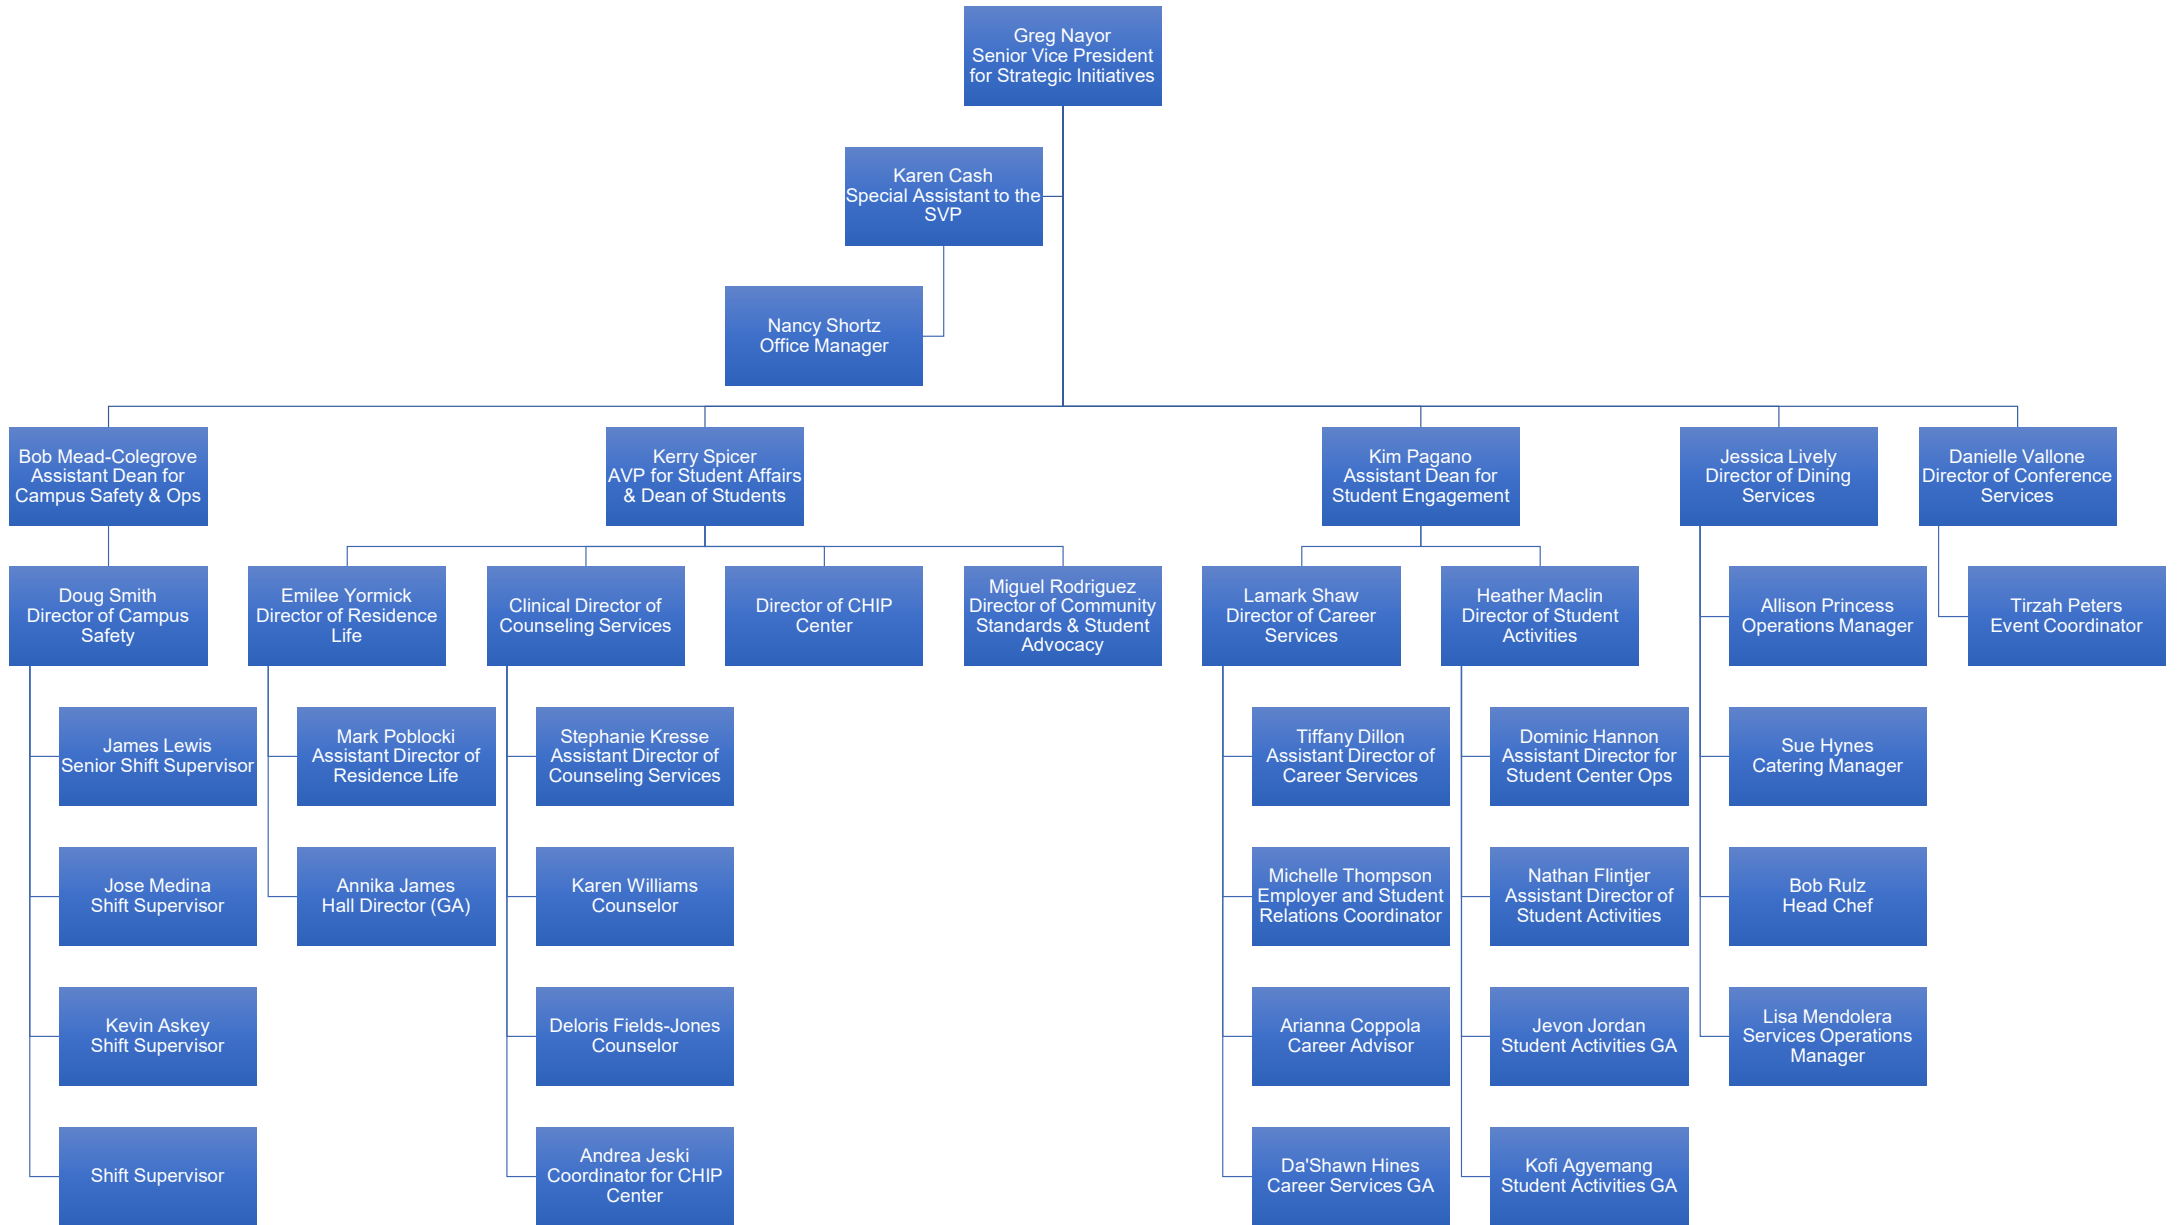 Greg Nayor
Senior Vice President
for Strategic Initiatives
Karen Cash
Special Assistant to the
SVP
Nancy Shortz
Office Manager
Bob Mead-Colegrove
Assistant Dean for
Campus Safety & Ops
Kerry Spicer
AVP for Student Affairs
& Dean of Students
Kim Pagano
Assistant Dean for
Student Engagement
Jessica Lively
Director of Dining
Services
Danielle Vallone
Director of Conference
Services
Doug Smith
Director of Campus
Safety
Emilee Yormick
Director of Residence
Life
Clinical Director of
Counseling Services
Director of CHIP
Center
Miguel Rodriguez
Director of Community
Standards & Student
Advocacy
Lamark Shaw
Director of Career
Services
Heather Maclin
Director of Student
Activities
Allison Princess
Operations Manager
Tirzah Peters
Event Coordinator
James Lewis
Senior Shift Supervisor
Mark Poblocki
Assistant Director of
Residence Life
Stephanie Kresse
Assistant Director of
Counseling Services
Tiffany Dillon
Assistant Director of
Career Services
Dominic Hannon
Assistant Director for
Student Center Ops
Sue Hynes
Catering Manager
Jose Medina
Shift Supervisor
Annika James
Hall Director (GA)
Karen Williams
Counselor
Michelle Thompson
Employer and Student
Relations Coordinator
Nathan Flintjer
Assistant Director of
Student Activities
Bob Rulz
Head Chef
Kevin Askey
Shift Supervisor
Deloris Fields-Jones
Counselor
Arianna Coppola
Career Advisor
Jevon Jordan
Student Activities GA
Lisa Mendolera
Services Operations
Manager
Shift Supervisor
Andrea Jeski
Coordinator for CHIP
Center
Da'Shawn Hines
Career Services GA
Kofi Agyemang
Student Activities GA